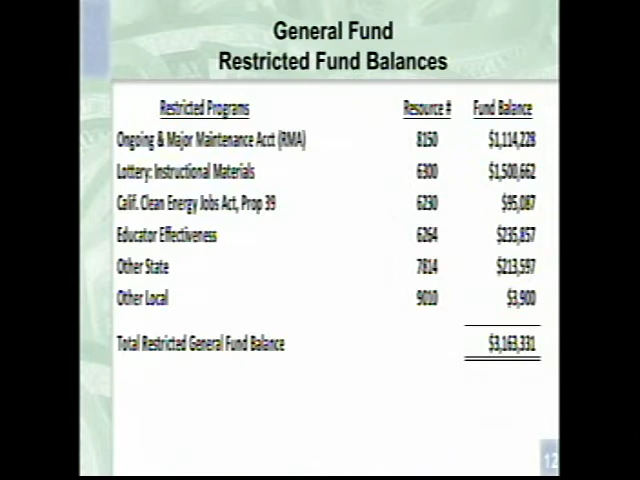 General Fund
Restricted Fund Balances
Restricted Programs Resource # Fund Balance
Ongoing & Major Maintenance Acct (RMA) 8150 $1,114,228
Lottery: Instructional Materials 6300 $1,500,662
Calif. Clean Energy Jobs Act, Prop 39 6230 $95,087
Educator Effectiveness 6264 $235,857
Other State 7814 $213,597
Other Local 9010 $3,900
Total Restricted General Fund Balance $3,163,331
12